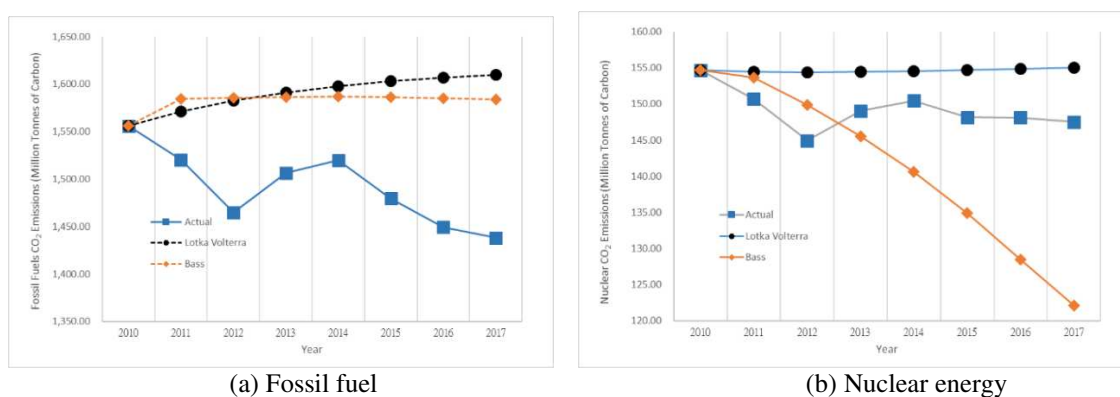 Fossil Fuels CO₂ Emissions (Million Tonnes of Carbon)
1,650.00
1,600.00
1,550.00
1,500.00
1,450.00
1,400.00
1,350.00
Actual
Lotka Volterra
Bass
2010 2011 2012 2013 2014 2015 2016 2017
Year
(a) Fossil fuel
Nuclear CO₂ Emissions (Million Tonnes of Carbon)
160.00
155.00
150.00
145.00
140.00
135.00
130.00
125.00
120.00
Actual
Lotka Volterra
Bass
2010 2011 2012 2013 2014 2015 2016 2017
Year
(b) Nuclear energy